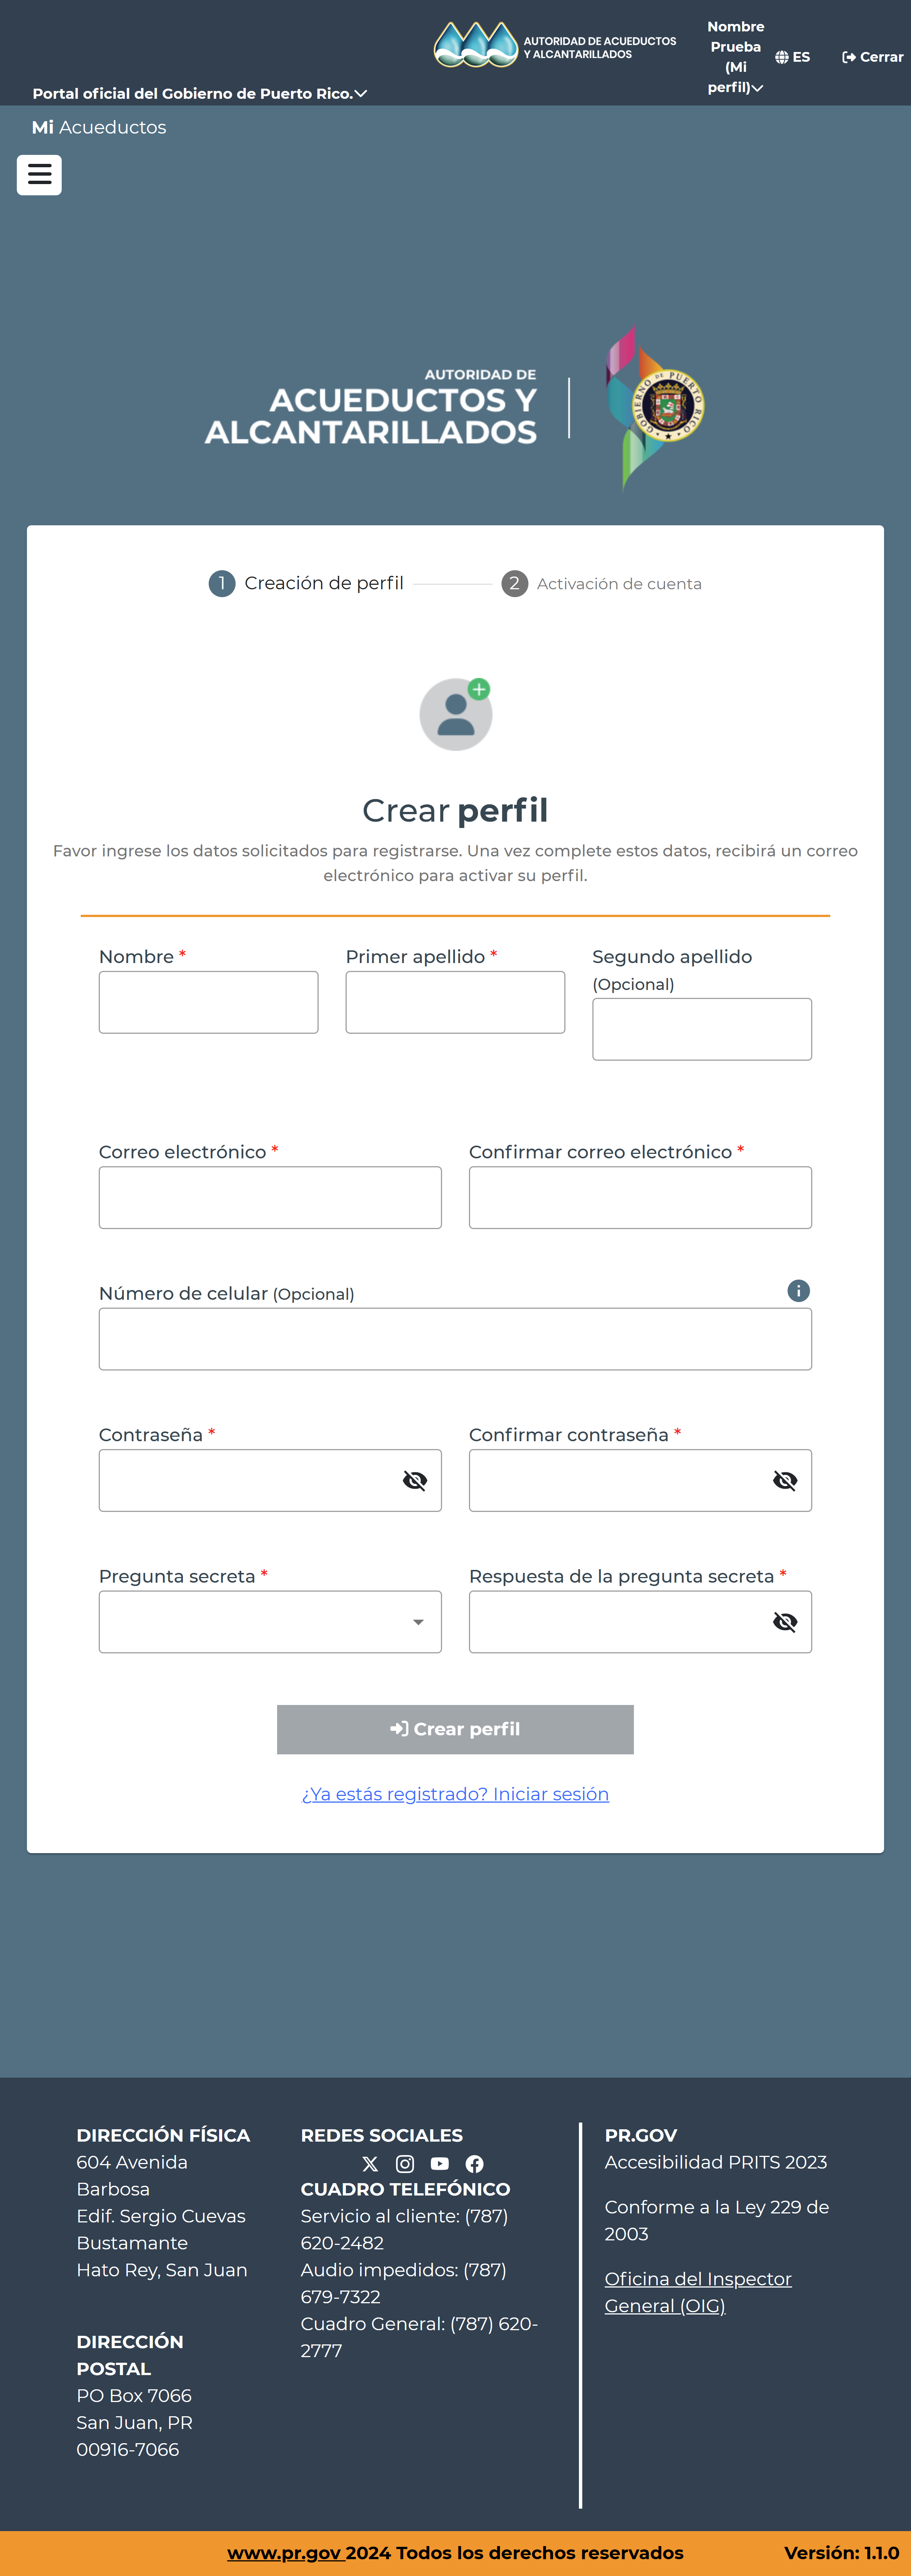 Portal oficial del Gobierno de Puerto Rico.
AUTORIDAD DE ACUEDUCTOS
Y ALCANTARILLADOS
Nombre
Prueba
(Mi
perfil)
ES
Cerrar
Mi Acueductos
AUTORIDAD DE
ACUEDUCTOS Y
ALCANTARILLADOS
GOBIERNO DE PUERTO RICO
1 Creación de perfil
2 Activación de cuenta
Crear perfil
Favor ingrese los datos solicitados para registrarse. Una vez complete estos datos, recibirá un correo
electrónico para activar su perfil.
Nombre *
Primer apellido *
Segundo apellido
(Opcional)
Correo electrónico *
Confirmar correo electrónico *
Número de celular (Opcional)
Contraseña *
Confirmar contraseña *
Pregunta secreta *
Respuesta de la pregunta secreta *
Crear perfil
¿Ya estás registrado? Iniciar sesión
DIRECCIÓN FÍSICA
604 Avenida
Barbosa
Edif. Sergio Cuevas
Bustamante
Hato Rey, San Juan
DIRECCIÓN
POSTAL
PO Box 7066
San Juan, PR
00916-7066
REDES SOCIALES
CUADRO TELEFÓNICO
Servicio al cliente: (787)
620-2482
Audio impedidos: (787)
679-7322
Cuadro General: (787) 620-
2777
PR.GOV
Accesibilidad PRITS 2023
Conforme a la Ley 229 de
2003
Oficina del Inspector
General (OIG)
www.pr.gov 2024 Todos los derechos reservados
Versión: 1.1.0